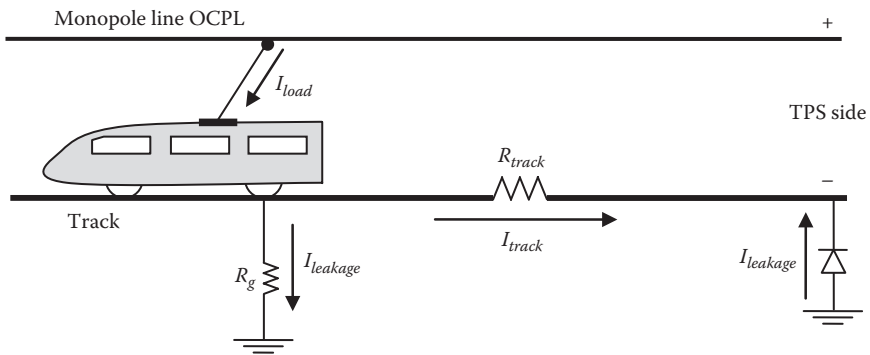 Monopole line OCPL
+
I_load
TPS side
R_track
–
Track
I_track
R_g
I_leakage
I_leakage